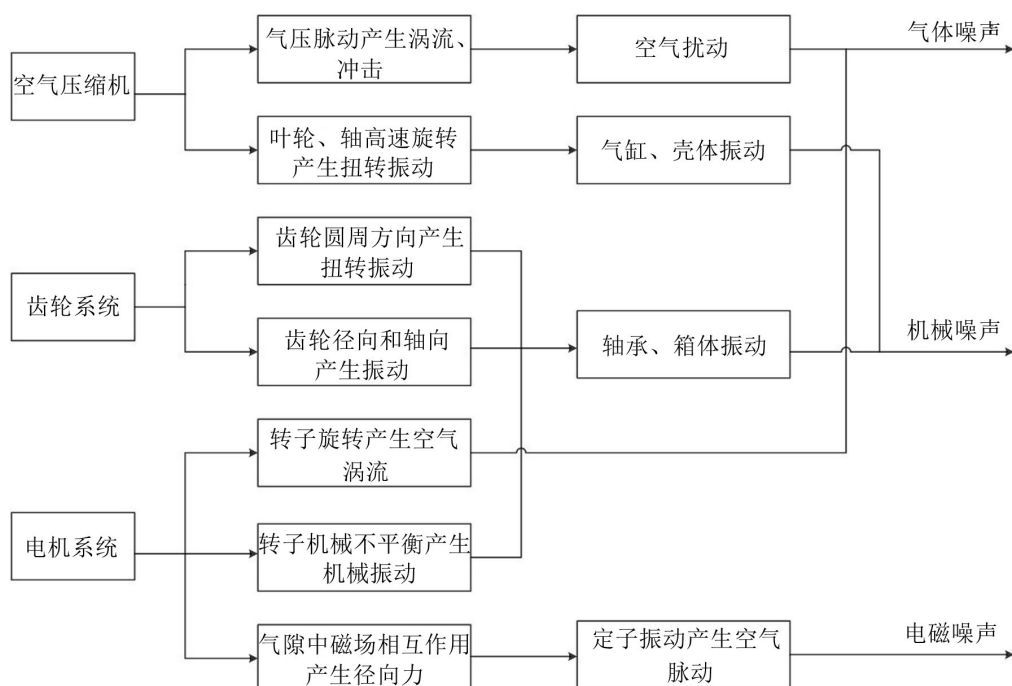 气压脉动产生涡流、
冲击
空气扰动
气体噪声
空气压缩机
叶轮、轴高速旋转
产生扭转振动
气缸、壳体振动
齿轮圆周方向产生
扭转振动
齿轮系统
齿轮径向和轴向
产生振动
轴承、箱体振动
机械噪声
转子旋转产生空气
涡流
电机系统
转子机械不平衡产生
机械振动
气隙中磁场相互作用
产生径向力
定子振动产生空气
脉动
电磁噪声